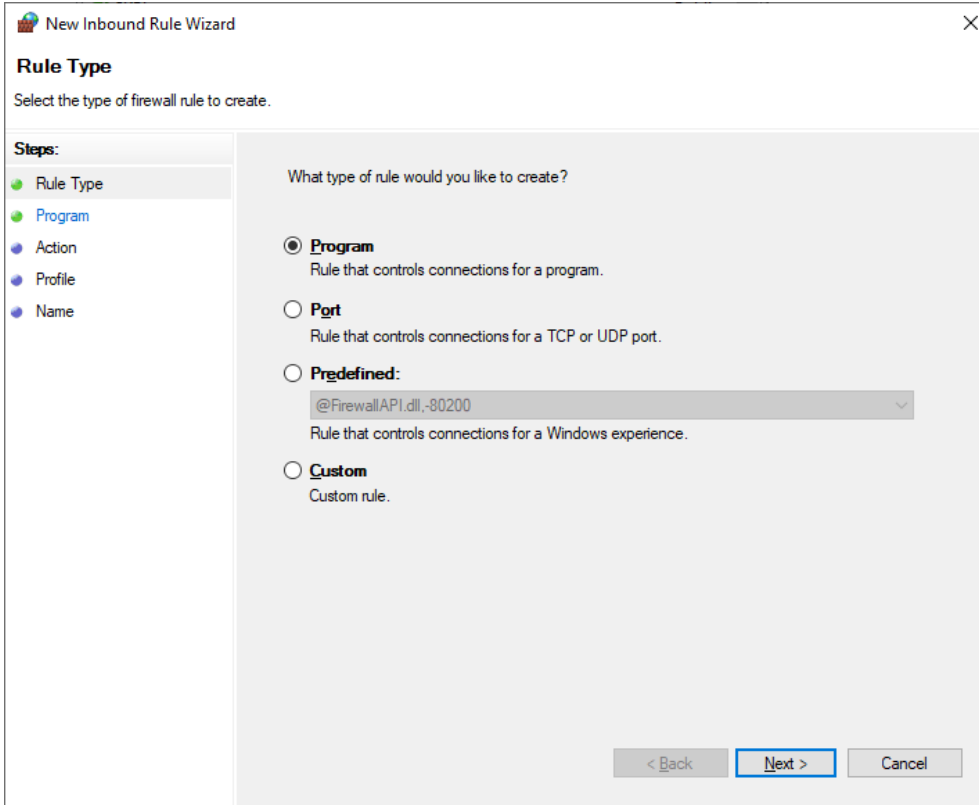 New Inbound Rule Wizard
Rule Type
Select the type of firewall rule to create.
Steps:
Rule Type
Program
Action
Profile
Name
What type of rule would you like to create?
Program
Rule that controls connections for a program.
Port
Rule that controls connections for a TCP or UDP port.
Predefined:
@FirewallAPI.dll,-80200
Rule that controls connections for a Windows experience.
Custom
Custom rule.
< Back
Next >
Cancel